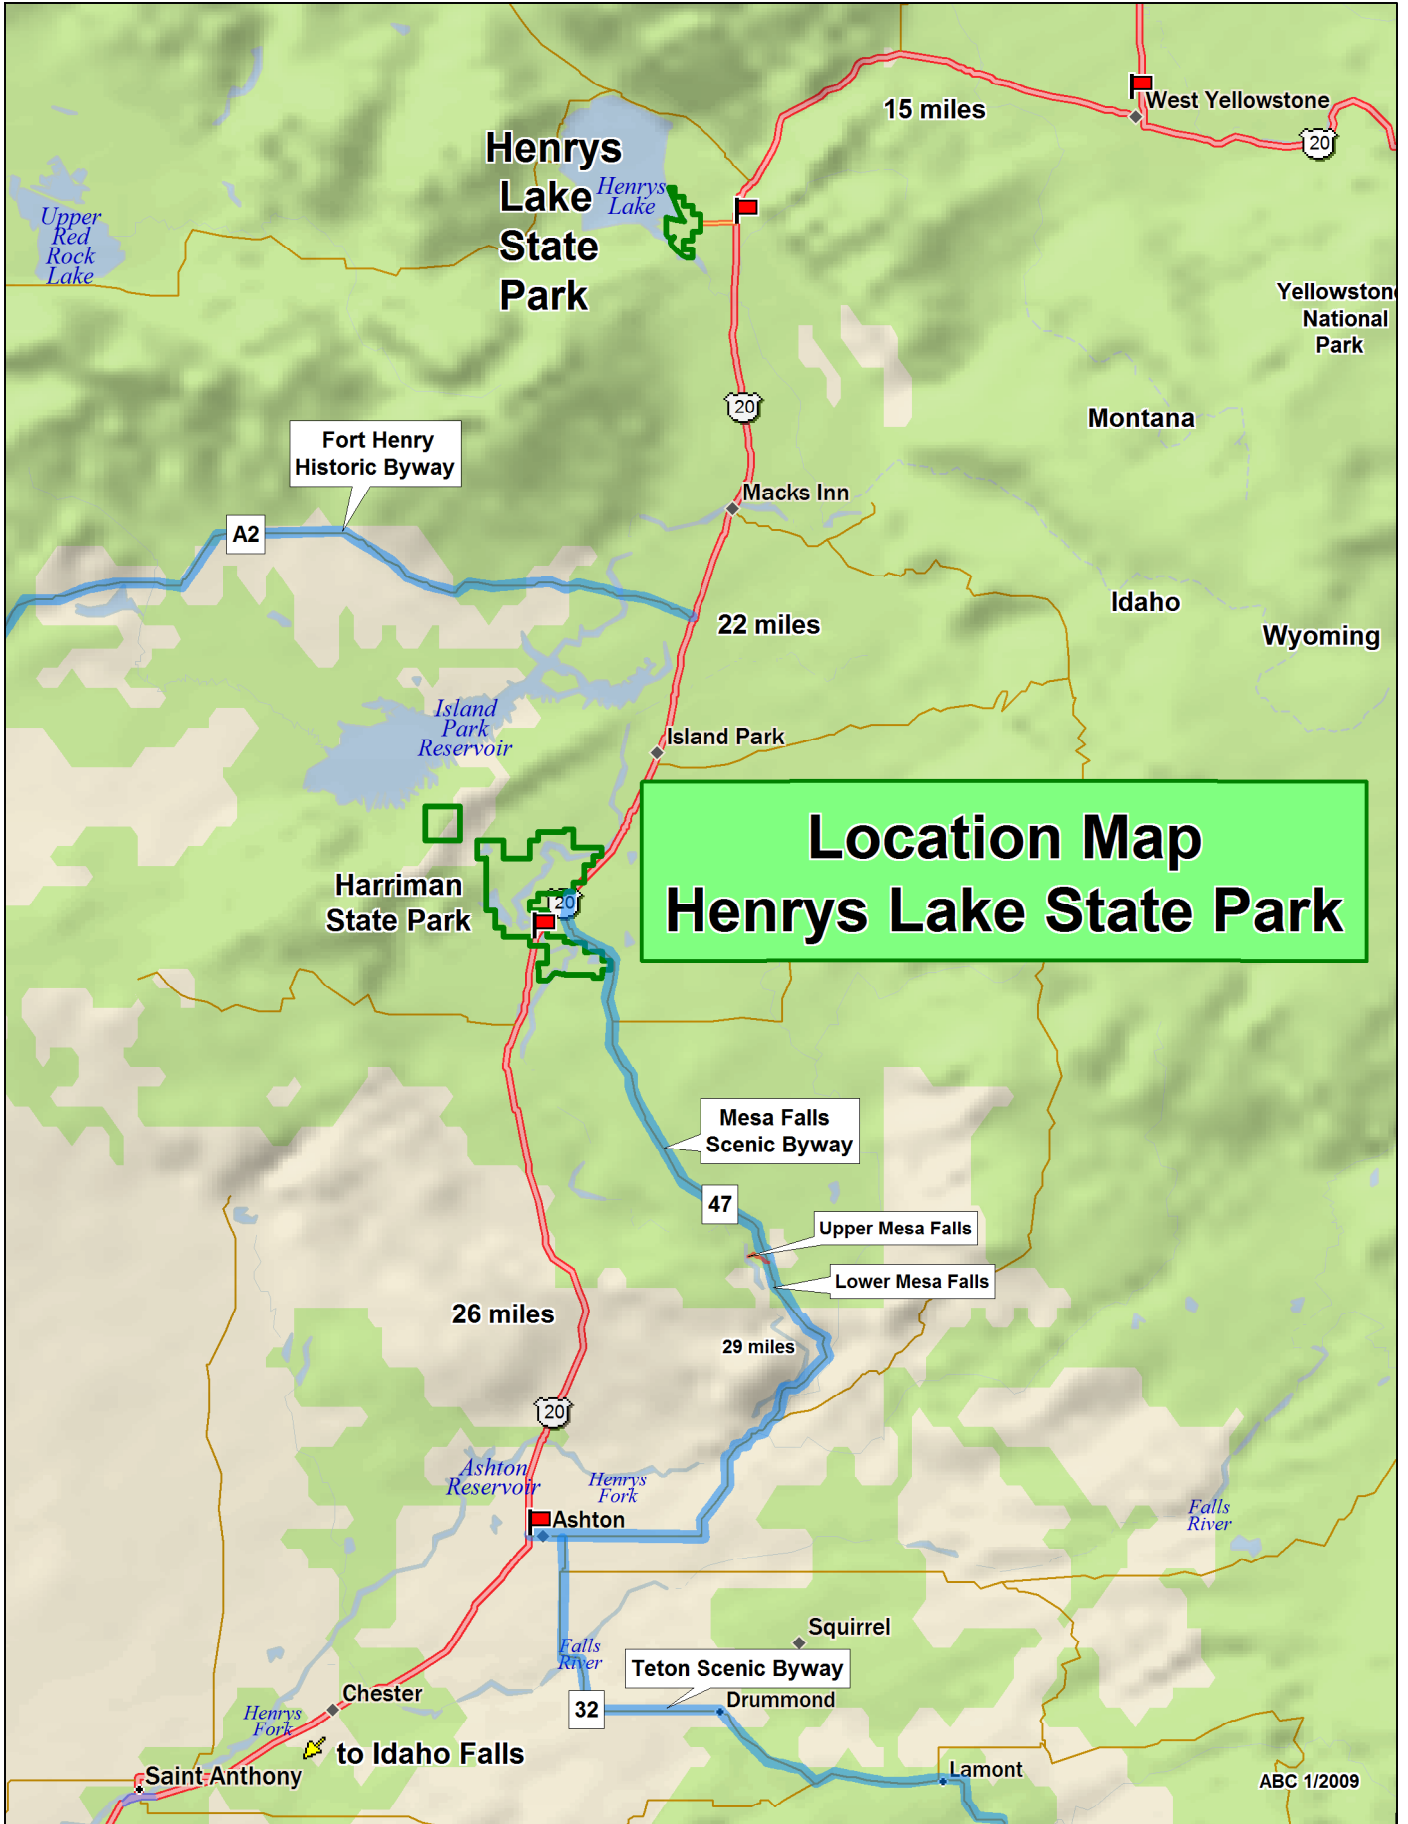 15 miles
West Yellowstone
20
Henrys
Lake
State
Park
Henrys
Lake
Upper
Red
Rock
Lake
Yellowston
National
Park
20
Montana
Fort Henry
Historic Byway
Macks Inn
A2
Idaho
22 miles
Wyoming
Island
Park
Reservoir
Island Park
Location Map
Henrys Lake State Park
Harriman
State Park
20
Mesa Falls
Scenic Byway
47
Upper Mesa Falls
Lower Mesa Falls
26 miles
29 miles
20
Ashton
Reservoir
Henrys
Fork
Falls
River
Ashton
Squirrel
Falls
River
Teton Scenic Byway
Chester
32
Drummond
Henrys
Fork
to Idaho Falls
Saint Anthony
Lamont
ABC 1/2009